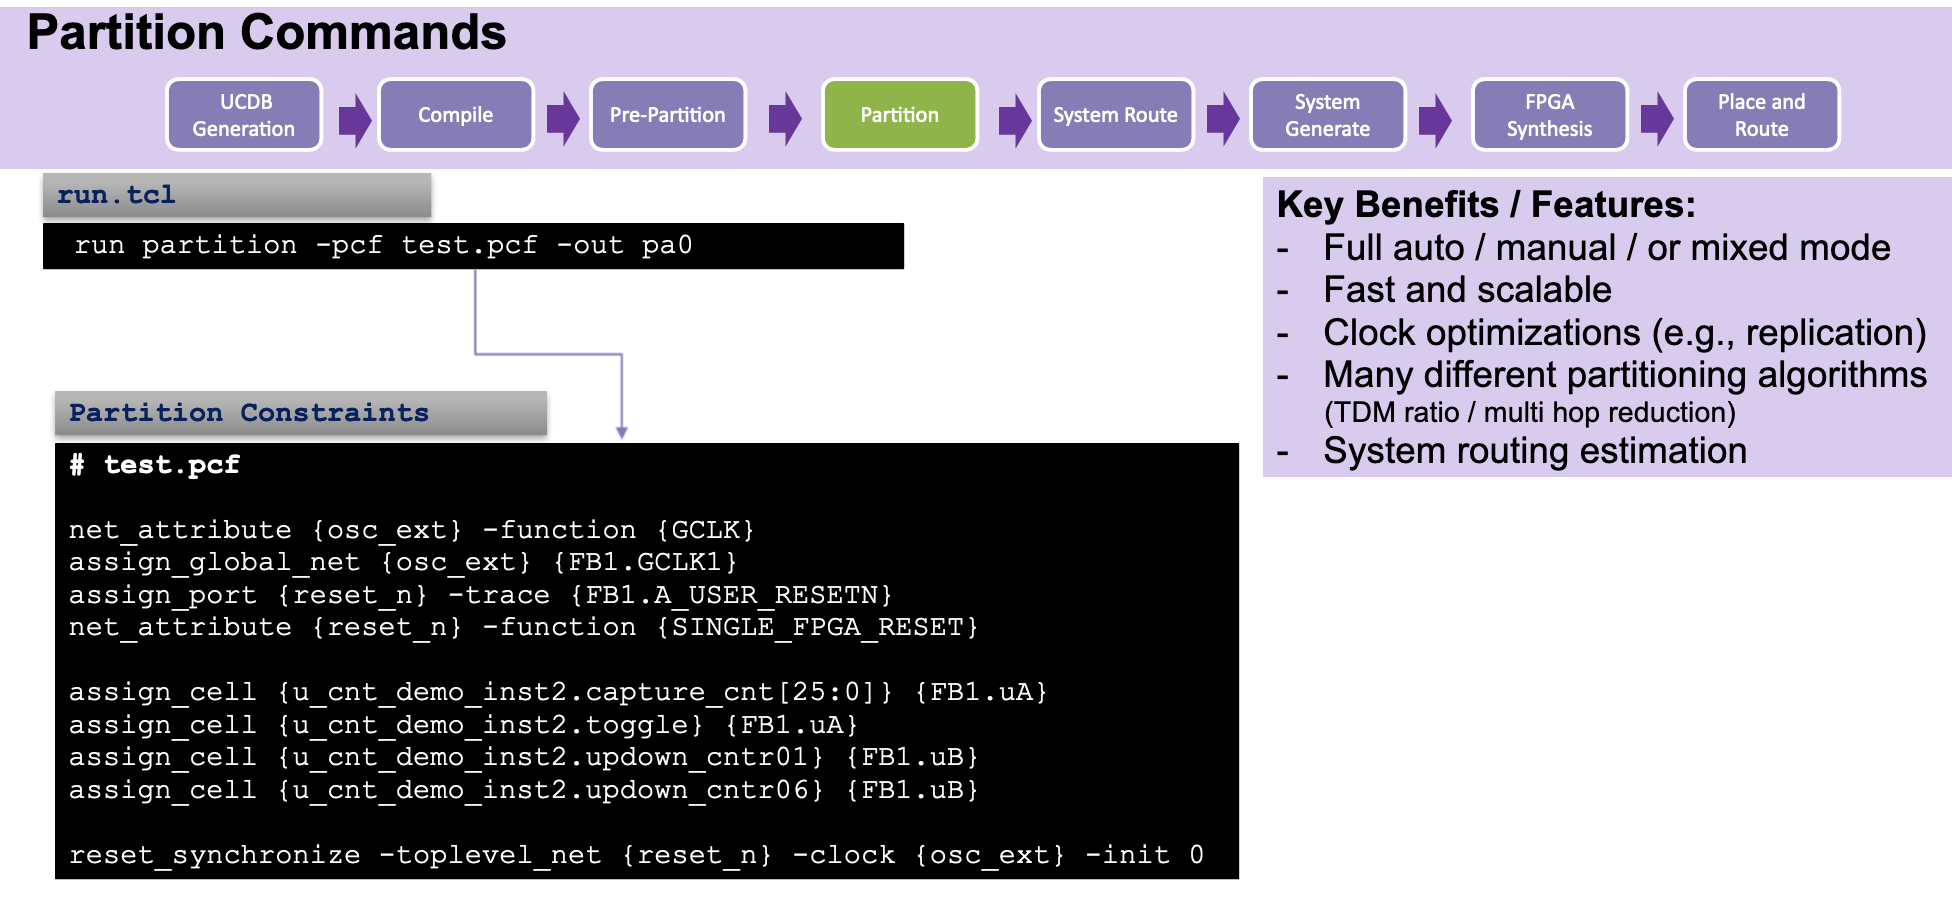 Partition Commands
UCDB
Generation
Compile
Pre-Partition
Partition
System Route
System
Generate
FPGA
Synthesis
Place and
Route
run.tcl
run partition -pcf test.pcf -out pa0
Partition Constraints
# test.pcf
net_attribute {osc_ext} -function {GCLK}
assign_global_net {osc_ext} {FB1.GCLK1}
assign_port {reset_n} -trace {FB1.A_USER_RESETN}
net_attribute {reset_n} -function {SINGLE_FPGA_RESET}
assign_cell {u_cnt_demo_inst2.capture_cnt[25:0]} {FB1.uA}
assign_cell {u_cnt_demo_inst2.toggle} {FB1.uA}
assign_cell {u_cnt_demo_inst2.updown_cntr01} {FB1.uB}
assign_cell {u_cnt_demo_inst2.updown_cntr06} {FB1.uB}
reset_synchronize -toplevel_net {reset_n} -clock {osc_ext} -init 0
Key Benefits / Features:
- Full auto / manual / or mixed mode
- Fast and scalable
- Clock optimizations (e.g., replication)
- Many different partitioning algorithms
(TDM ratio / multi hop reduction)
- System routing estimation